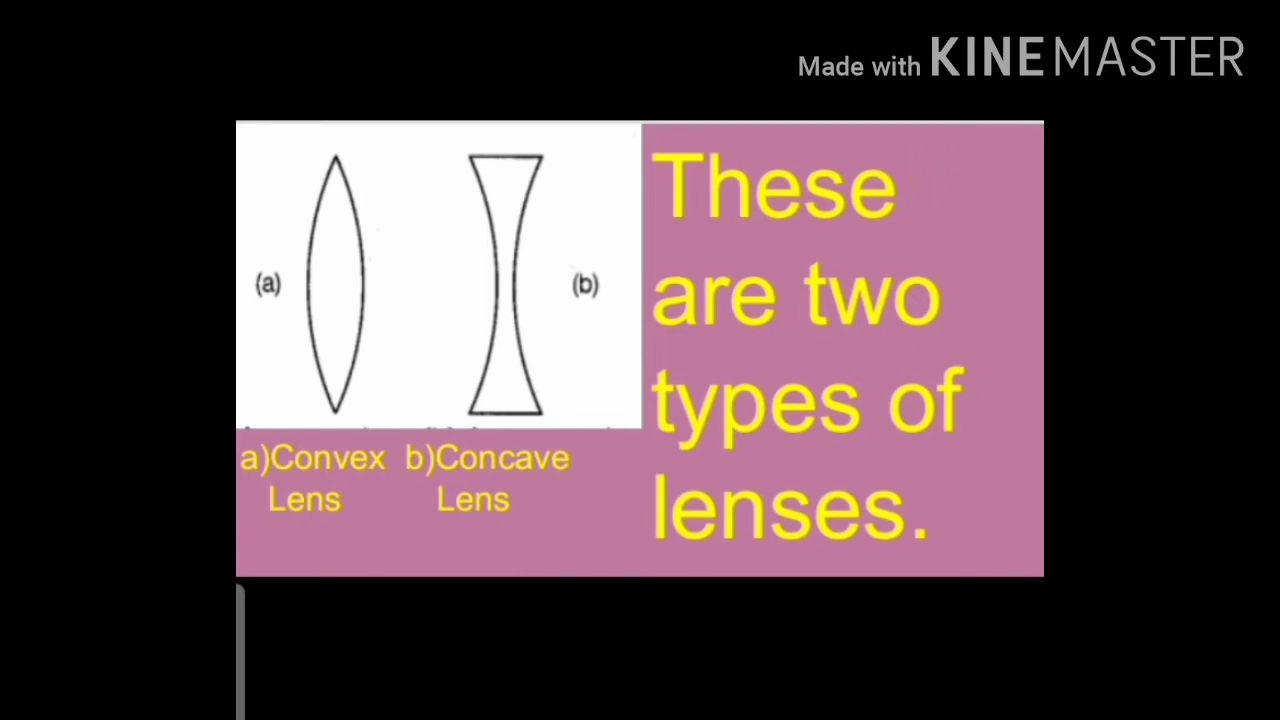 Made with KINEMASTER
These
are two
types of
lenses.
(a)
(b)
a)Convex b)Concave
Lens Lens